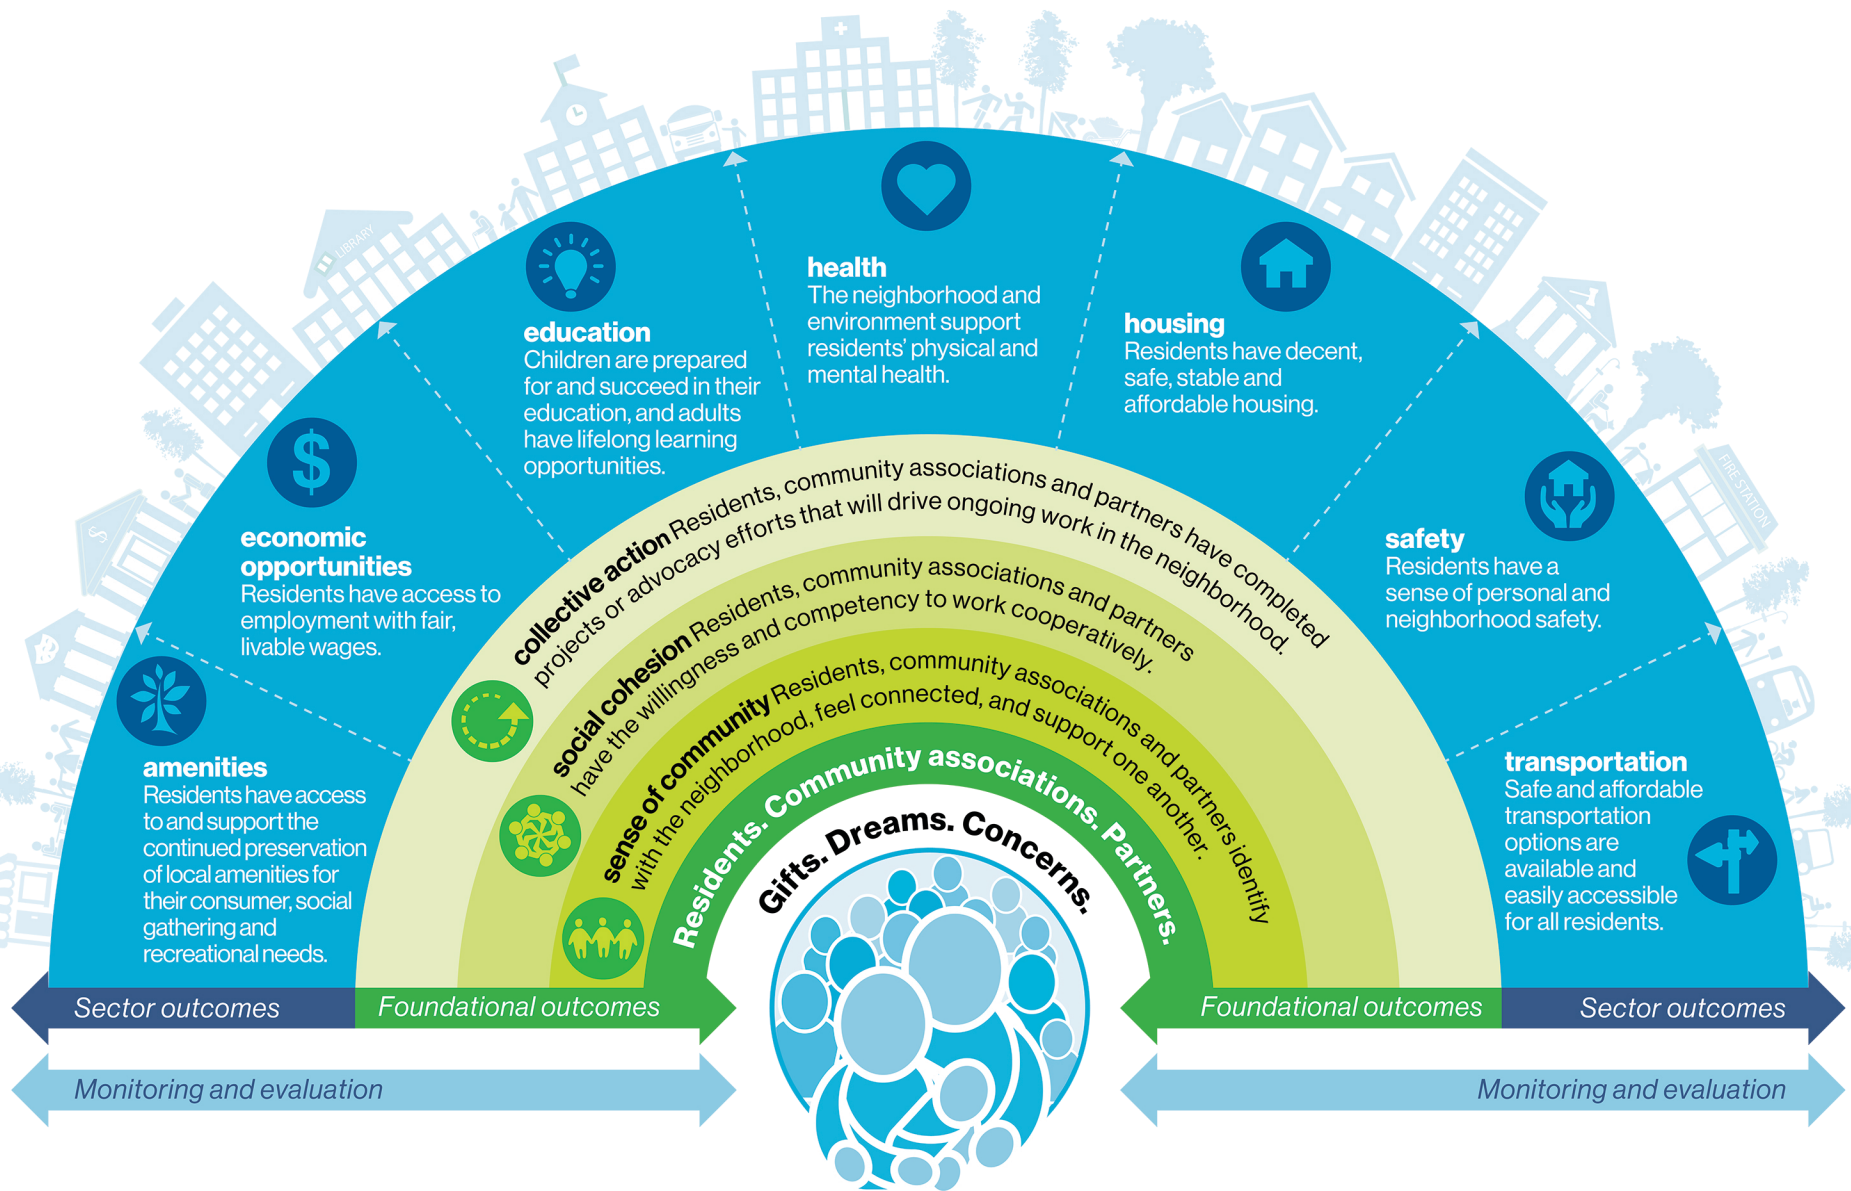 LIBRARY
FIRE STATION
$
health
The neighborhood and
environment support
residents' physical and
mental health.
education
Children are prepared
for and succeed in their
education, and adults
have lifelong learning
opportunities.
housing
Residents have decent,
safe, stable and
affordable housing.
$
economic
opportunities
Residents have access to
employment with fair,
livable wages.
safety
Residents have a
sense of personal and
neighborhood safety.
amenities
Residents have access
to and support the
continued preservation
of local amenities for
their consumer, social
gathering and
recreational needs.
transportation
Safe and affordable
transportation
options are
available and
easily accessible
for all residents.
collective action Residents, community associations and partners have completed
projects or advocacy efforts that will drive ongoing work in the neighborhood.
social cohesion Residents, community associations and partners
have the willingness and competency to work cooperatively.
sense of community Residents, community associations and partners identify
with the neighborhood, feel connected, and support one another.
Residents. Community associations. Partners.
Gifts. Dreams. Concerns.
Sector outcomes
Foundational outcomes
Foundational outcomes
Sector outcomes
Monitoring and evaluation
Monitoring and evaluation